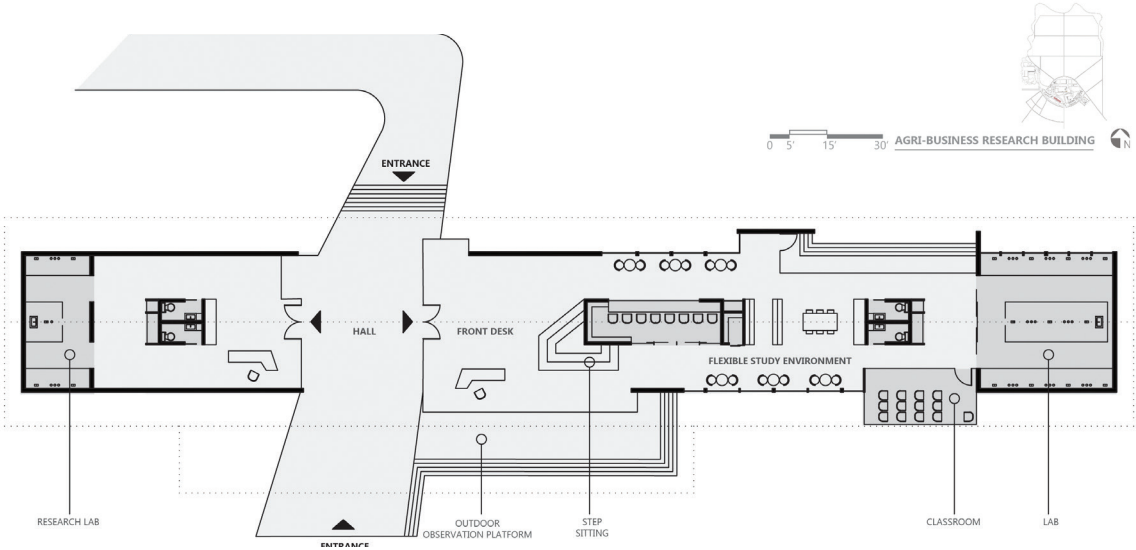 0 5' 15' 30'
AGRI-BUSINESS RESEARCH BUILDING
N
ENTRANCE
HALL
FRONT DESK
FLEXIBLE STUDY ENVIRONMENT
RESEARCH LAB
OUTDOOR
OBSERVATION PLATFORM
STEP
SITTING
CLASSROOM
LAB
ENTRANCE